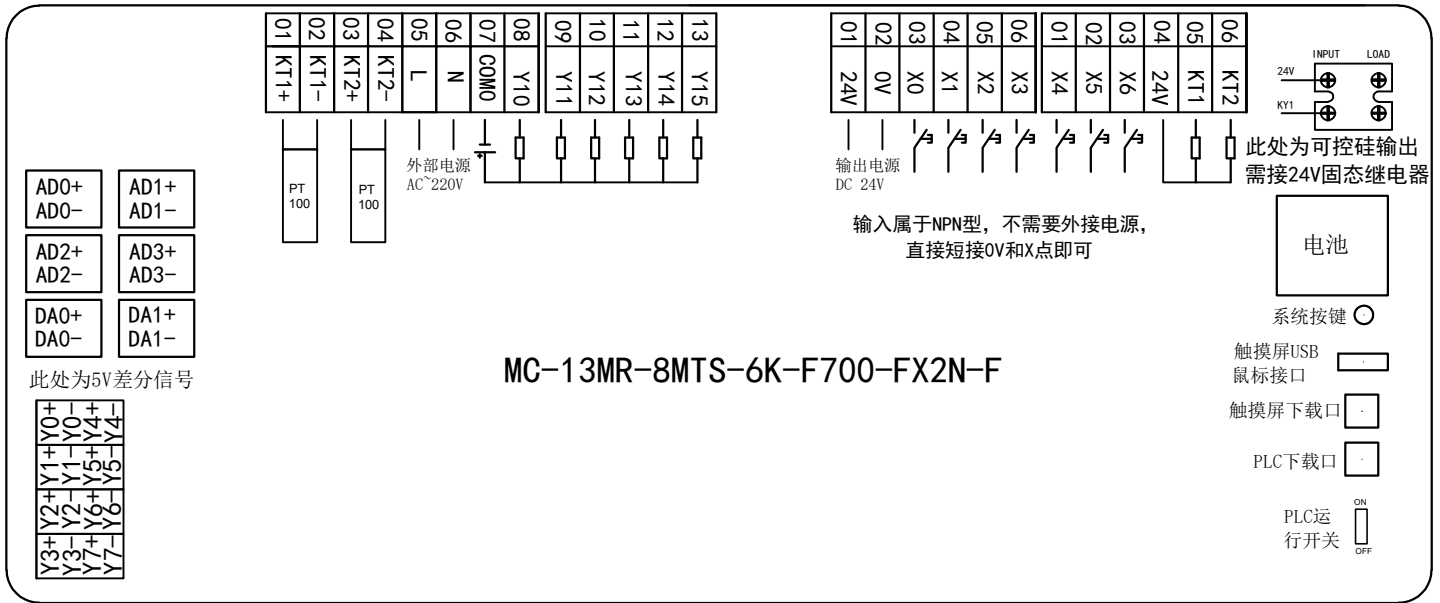 01 02 03 04 05 06 07 08 09 10 11 12 13
KT1+ KT1- KT2+ KT2- L N COM0 Y10 Y11 Y12 Y13 Y14 Y15
外部电源
AC~220V
PT
100
PT
100
01 02 03 04 05 06 01 02 03 04 05 06
24V 0V X0 X1 X2 X3 X4 X5 X6 24V KT1 KT2
输出电源
DC 24V
INPUT LOAD
24V
KY1
此处为可控硅输出
需接24V固态继电器
输入属于NPN型，不需要外接电源，
直接短接0V和X点即可
AD0+ AD1+
AD0- AD1-
AD2+ AD3+
AD2- AD3-
DA0+ DA1+
DA0- DA1-
此处为5V差分信号
Y0+ Y0- Y4+ Y4-
Y1+ Y1- Y5+ Y5-
Y2+ Y2- Y6+ Y6-
Y3+ Y3- Y7+ Y7-
MC-13MR-8MTS-6K-F700-FX2N-F
电池
系统按键
触摸屏USB
鼠标接口
触摸屏下载口
PLC下载口
PLC运
行开关
ON
OFF